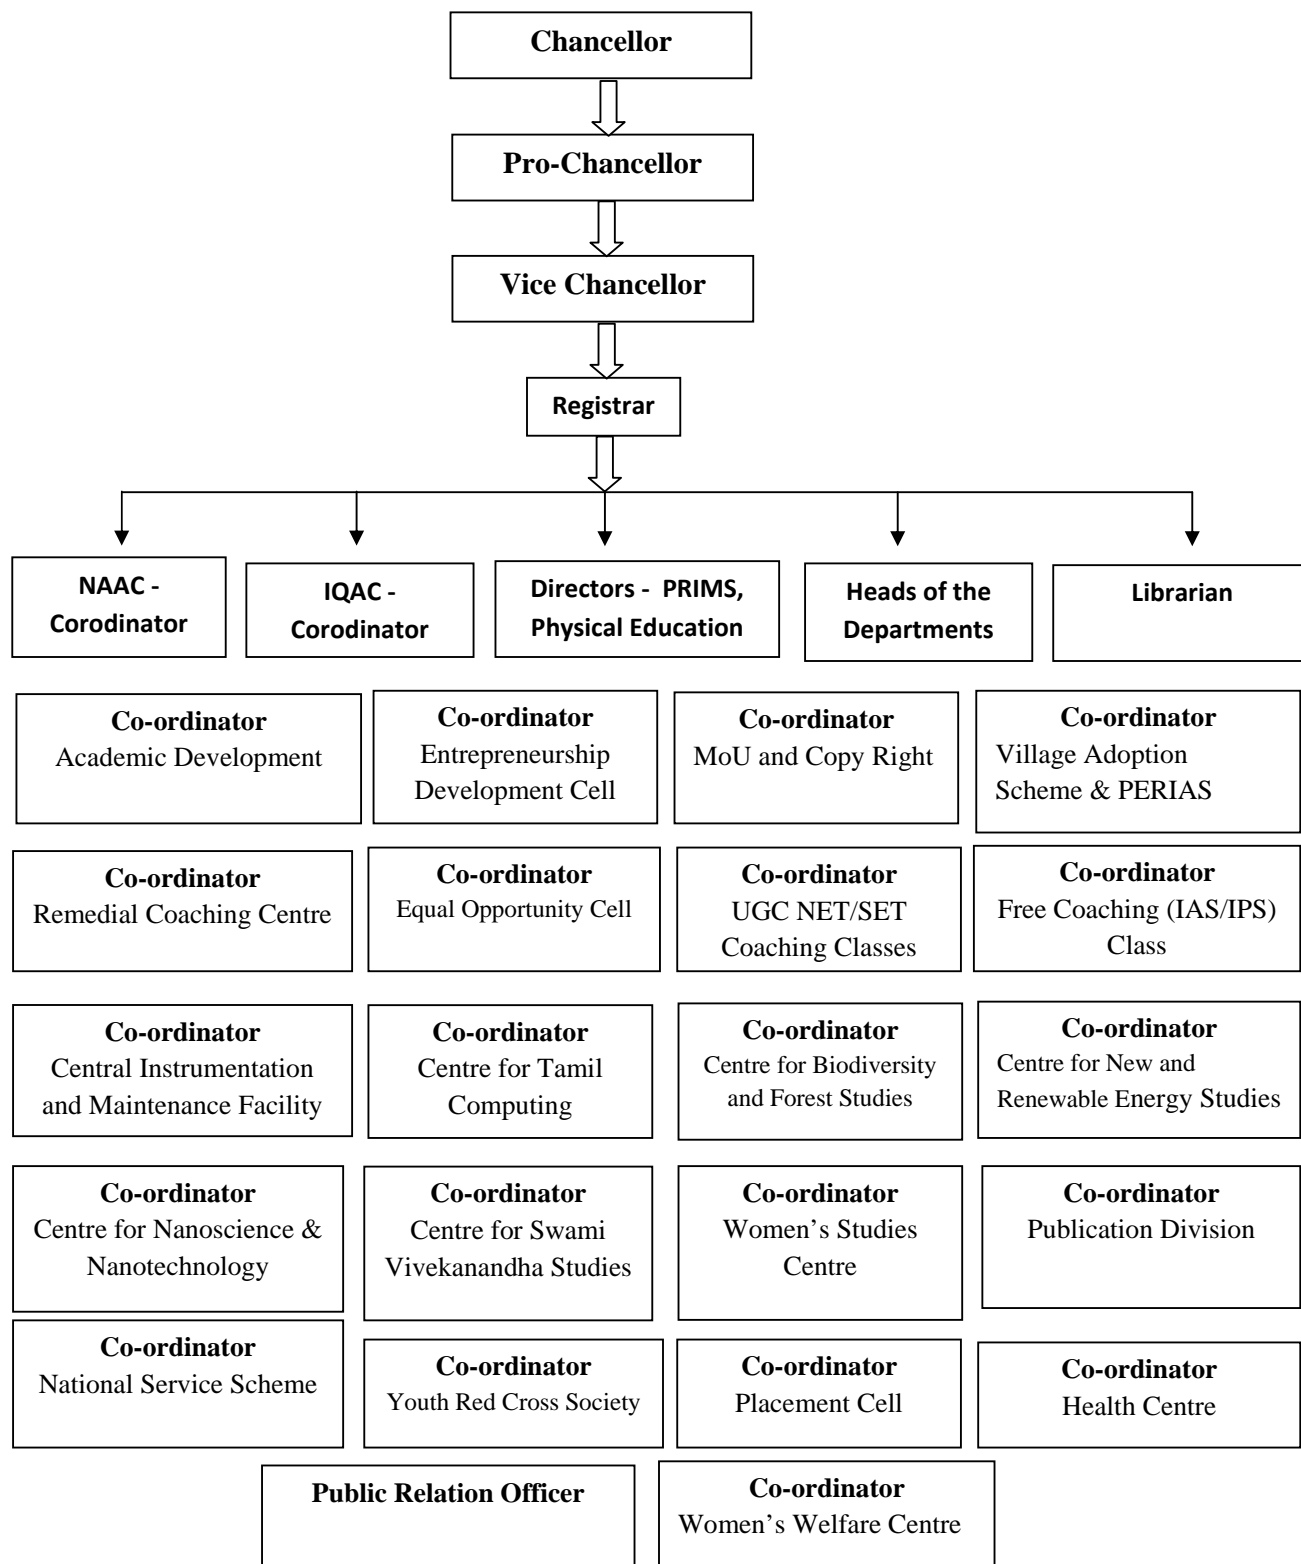 Chancellor
Pro-Chancellor
Vice Chancellor
Registrar
NAAC -
Corodinator
IQAC -
Corodinator
Directors - PRIMS,
Physical Education
Heads of the
Departments
Librarian
Co-ordinator
Academic Development
Co-ordinator
Entrepreneurship
Development Cell
Co-ordinator
MoU and Copy Right
Co-ordinator
Village Adoption
Scheme & PERIAS
Co-ordinator
Remedial Coaching Centre
Co-ordinator
Equal Opportunity Cell
Co-ordinator
UGC NET/SET
Coaching Classes
Co-ordinator
Free Coaching (IAS/IPS)
Class
Co-ordinator
Central Instrumentation
and Maintenance Facility
Co-ordinator
Centre for Tamil
Computing
Co-ordinator
Centre for Biodiversity
and Forest Studies
Co-ordinator
Centre for New and
Renewable Energy Studies
Co-ordinator
Centre for Nanoscience &
Nanotechnology
Co-ordinator
Centre for Swami
Vivekanandha Studies
Co-ordinator
Women’s Studies
Centre
Co-ordinator
Publication Division
Co-ordinator
National Service Scheme
Co-ordinator
Youth Red Cross Society
Co-ordinator
Placement Cell
Co-ordinator
Health Centre
Public Relation Officer
Co-ordinator
Women’s Welfare Centre